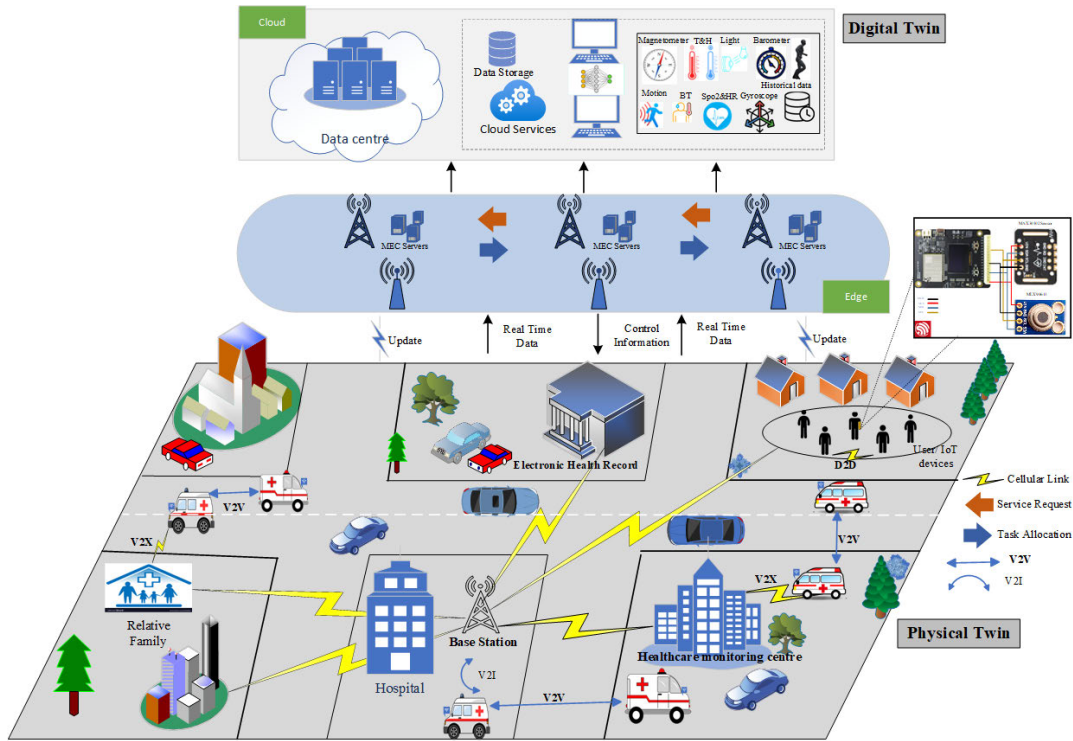 Cloud
Digital Twin
Data centre
Data Storage
Cloud Services
Magnetometer
T&H
Light
Barometer
Historical data
Motion
BT
Spo2&HR
Gyroscope
MEC Servers
MEC Servers
MEC Servers
Edge
Update
Real Time
Data
Control
Information
Real Time
Data
Update
Electronic Health Record
D2D
User/ IoT
devices
Cellular Link
Service Request
Task Allocation
V2V
V2I
V2V
V2X
V2V
V2X
Relative
Family
Hospital
Base Station
V2I
V2V
Healthcare monitoring centre
Physical Twin